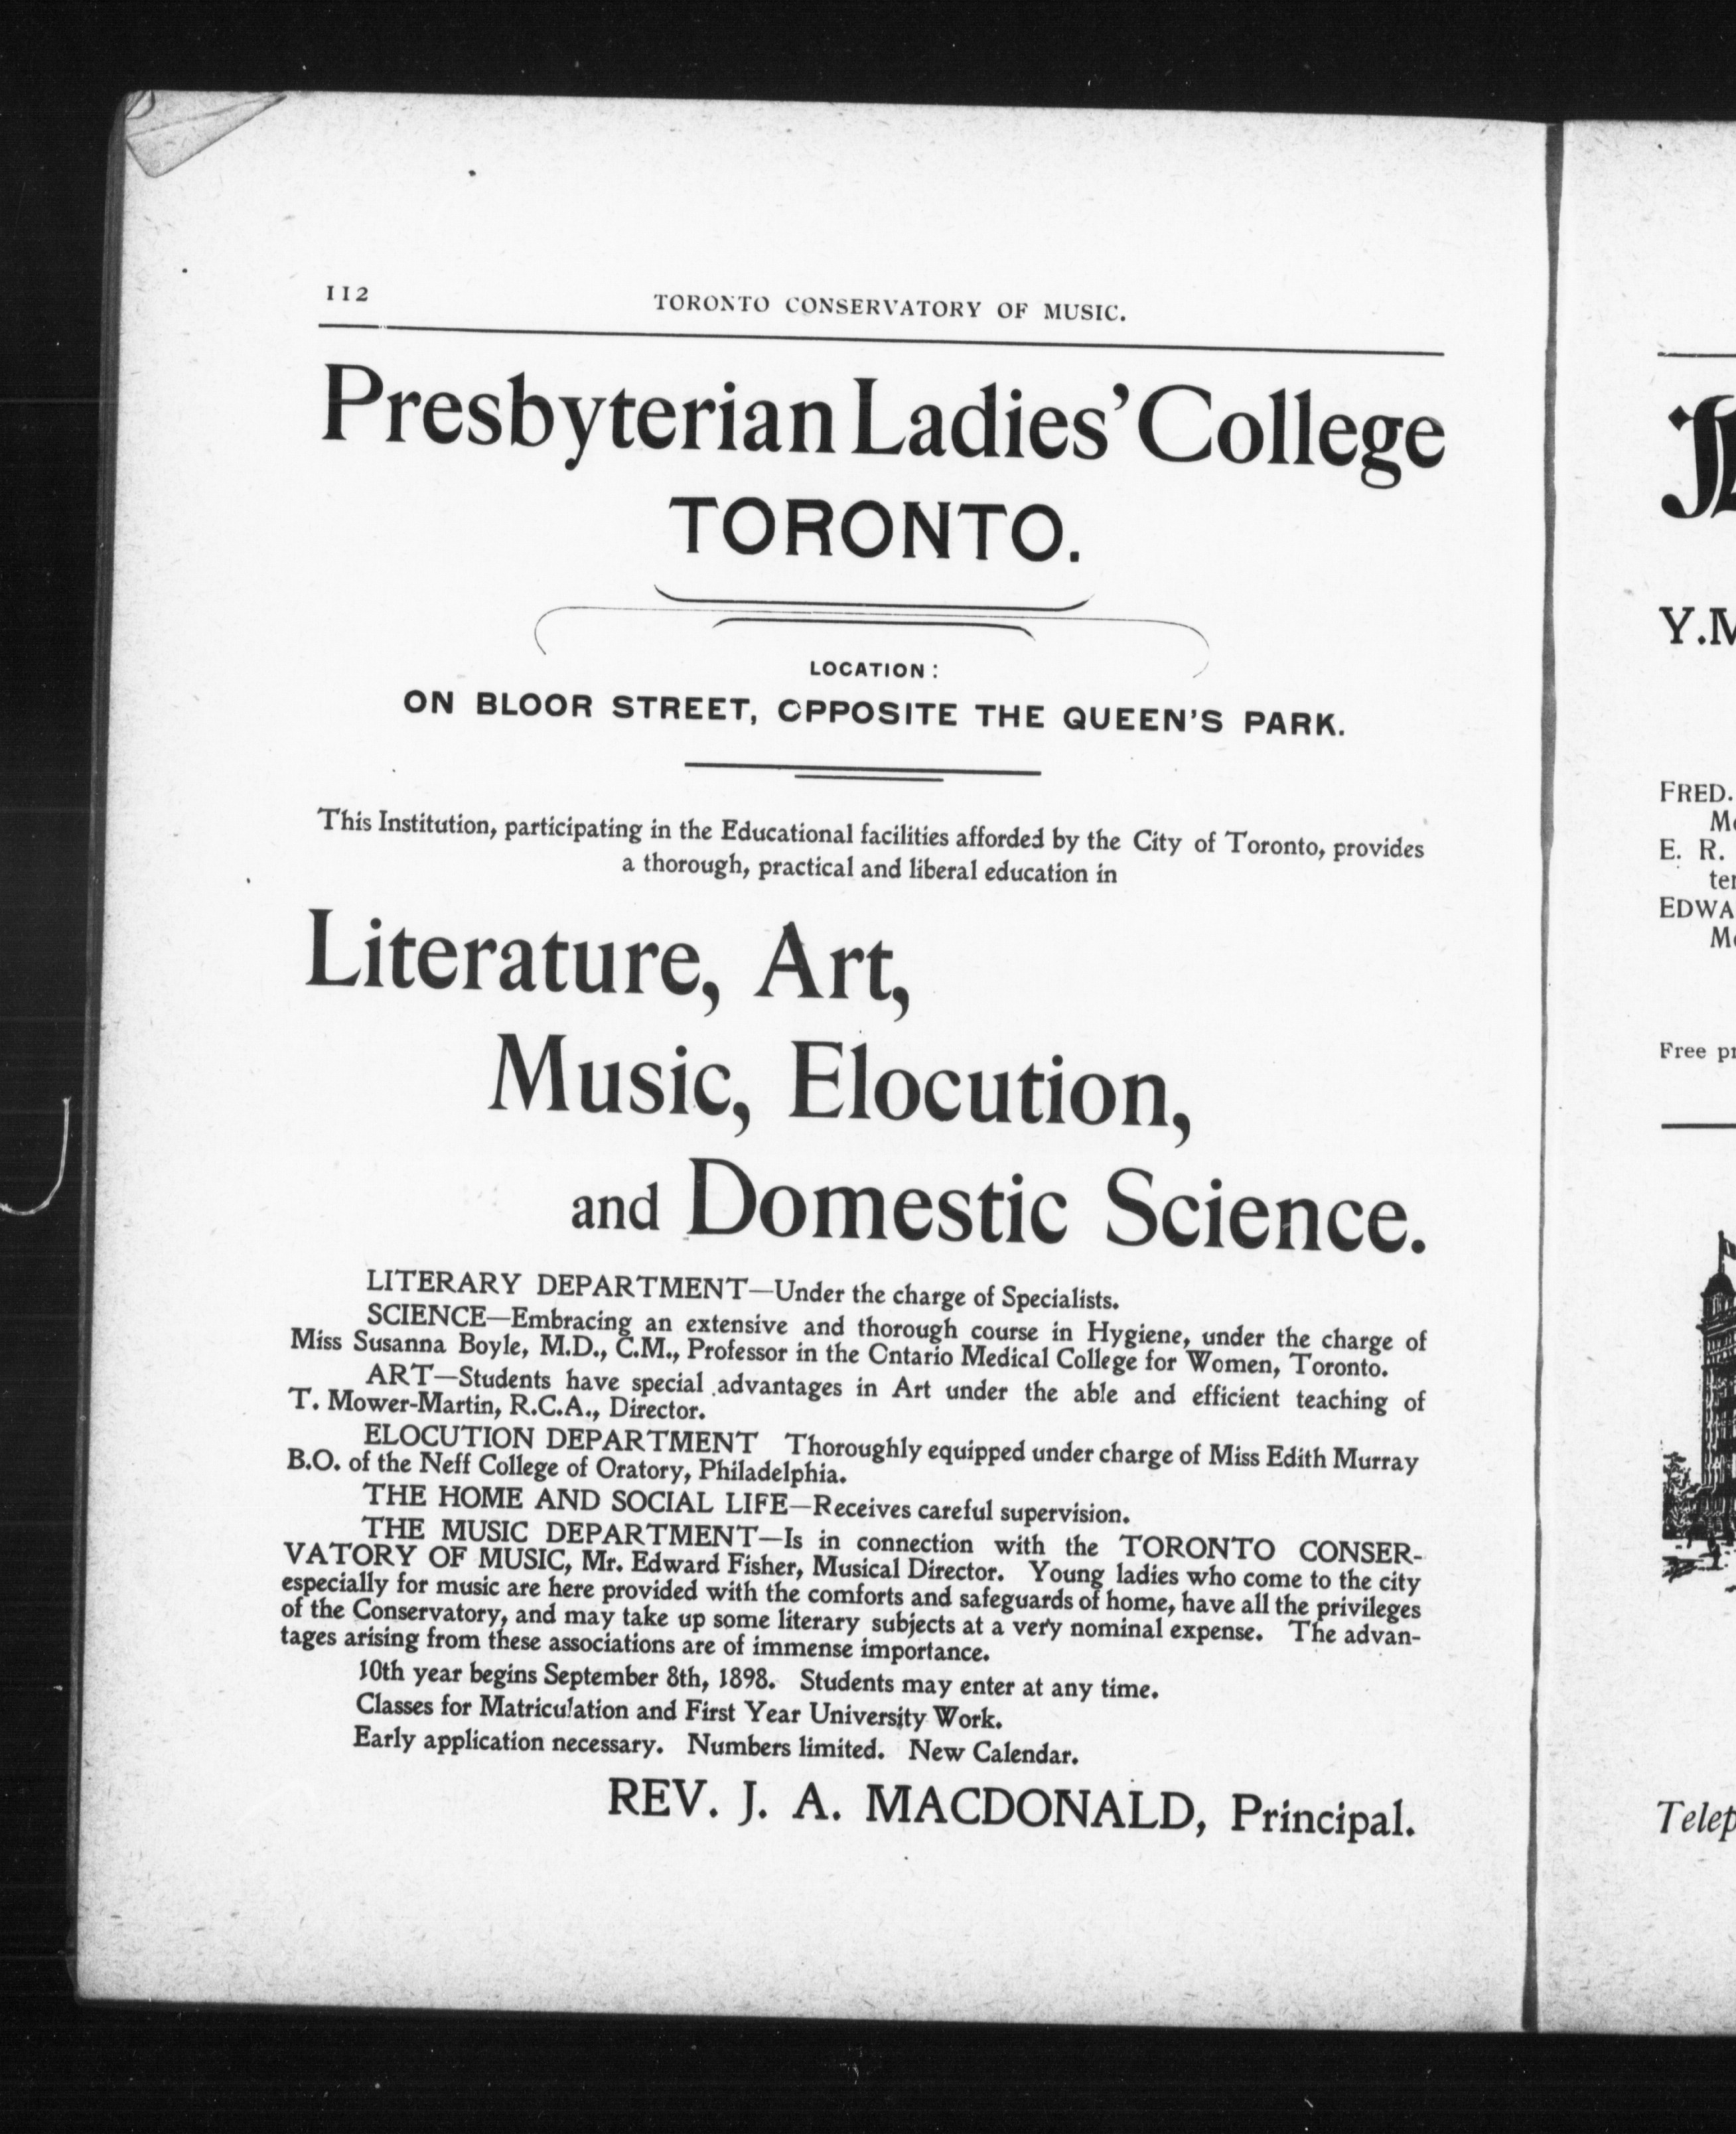 112
TORONTO CONSERVATORY OF MUSIC.
Presbyterian Ladies' College
TORONTO.
LOCATION:
ON BLOOR STREET, OPPOSITE THE QUEEN'S PARK.
This Institution, participating in the Educational facilities afforded by the City of Toronto, provides
a thorough, practical and liberal education in
Literature, Art,
Music, Elocution,
and Domestic Science.
LITERARY DEPARTMENT—Under the charge of Specialists.
SCIENCE—Embracing an extensive and thorough course in Hygiene, under the charge of
Miss Susanna Boyle, M.D., C.M., Professor in the Ontario Medical College for Women, Toronto.
ART—Students have special advantages in Art under the able and efficient teaching of
T. Mower-Martin, R.C.A., Director.
ELOCUTION DEPARTMENT Thoroughly equipped under charge of Miss Edith Murray
B.O. of the Neff College of Oratory, Philadelphia.
THE HOME AND SOCIAL LIFE—Receives careful supervision.
THE MUSIC DEPARTMENT—Is in connection with the TORONTO CONSER-
VATORY OF MUSIC, Mr. Edward Fisher, Musical Director. Young ladies who come to the city
especially for music are here provided with the comforts and safeguards of home, have all the privileges
of the Conservatory, and may take up some literary subjects at a very nominal expense. The advan-
tages arising from these associations are of immense importance.
10th year begins September 8th, 1898. Students may enter at any time.
Classes for Matriculation and First Year University Work.
Early application necessary. Numbers limited. New Calendar.
REV. J. A. MACDONALD, Principal.
Y.M
FRED.
E. R.
EDWA
Free pr
Telep